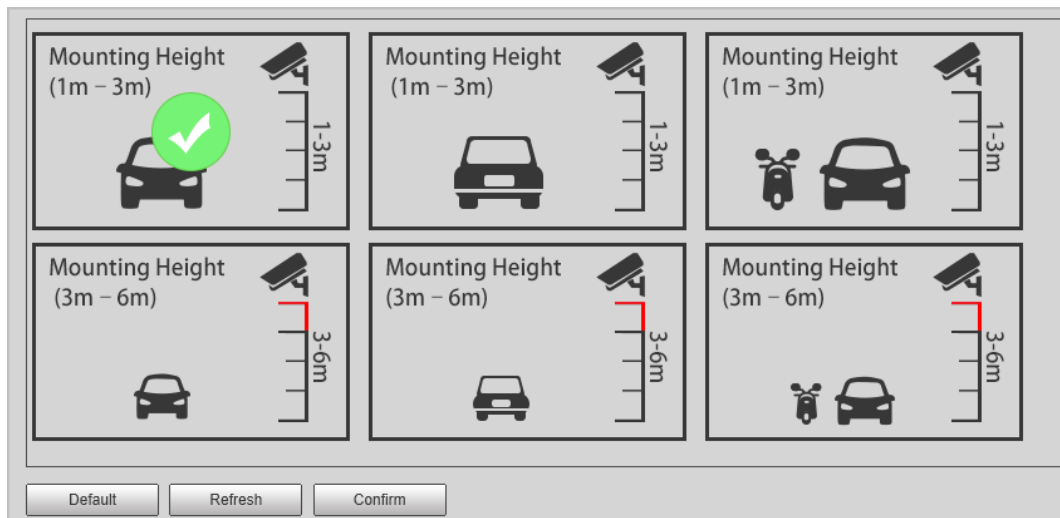 Mounting Height
(1m – 3m)
1-3m
Mounting Height
(1m – 3m)
1-3m
Mounting Height
(1m – 3m)
1-3m
Mounting Height
(3m – 6m)
3-6m
Mounting Height
(3m – 6m)
3-6m
Mounting Height
(3m – 6m)
3-6m
Default
Refresh
Confirm